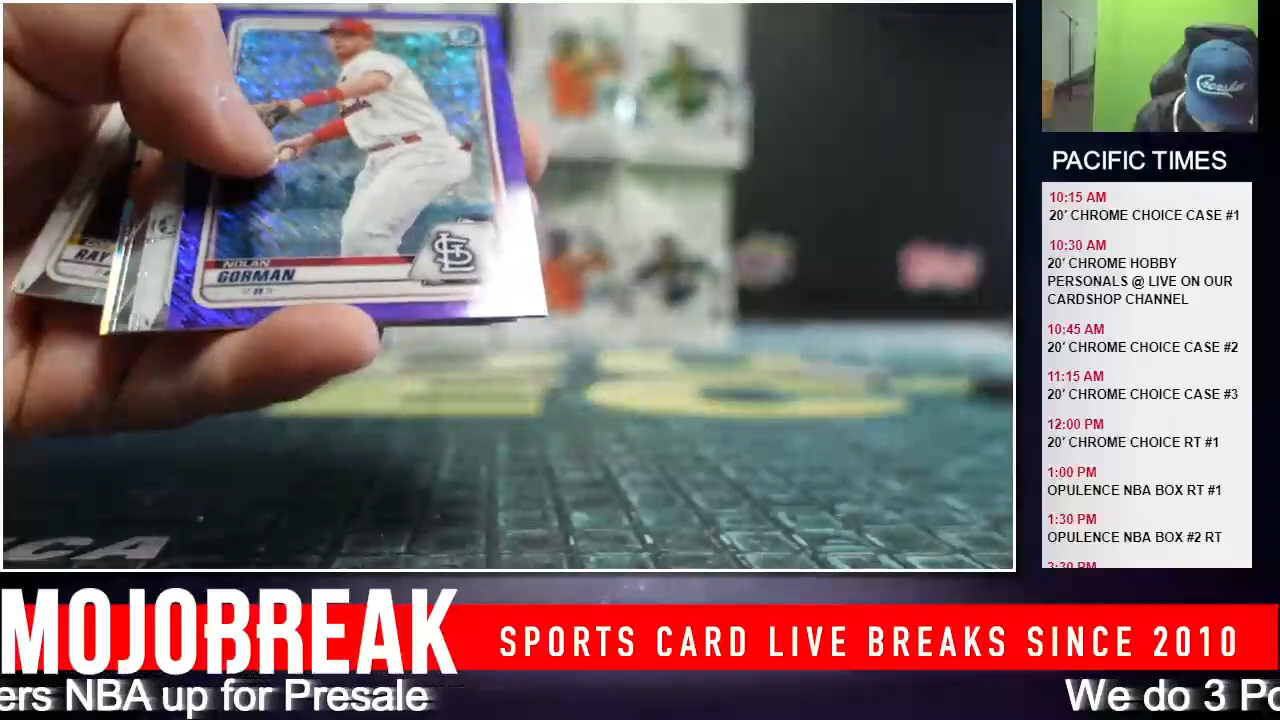 NOLAN
GORMAN
RAY
PACIFIC TIMES
10:15 AM
20' CHROME CHOICE CASE #1
10:30 AM
20' CHROME HOBBY
PERSONALS @ LIVE ON OUR
CARDSHOP CHANNEL
10:45 AM
20' CHROME CHOICE CASE #2
11:15 AM
20' CHROME CHOICE CASE #3
12:00 PM
20' CHROME CHOICE RT #1
1:00 PM
OPULENCE NBA BOX RT #1
1:30 PM
OPULENCE NBA BOX #2 RT
3:30 PM
MOJOBREAK
SPORTS CARD LIVE BREAKS SINCE 2010
ers NBA up for Presale
We do 3 Po